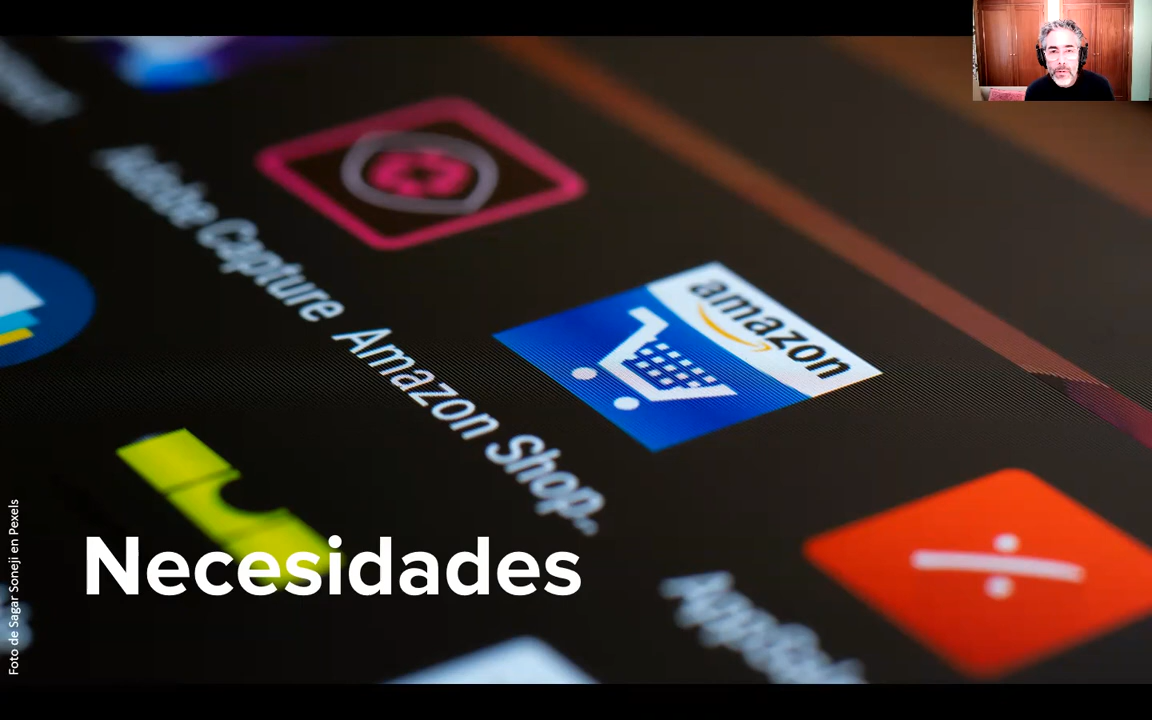 Adobe Capture
Amazon Shop..
amazon
Necesidades
Foto de Sagar Soneji en Pexels